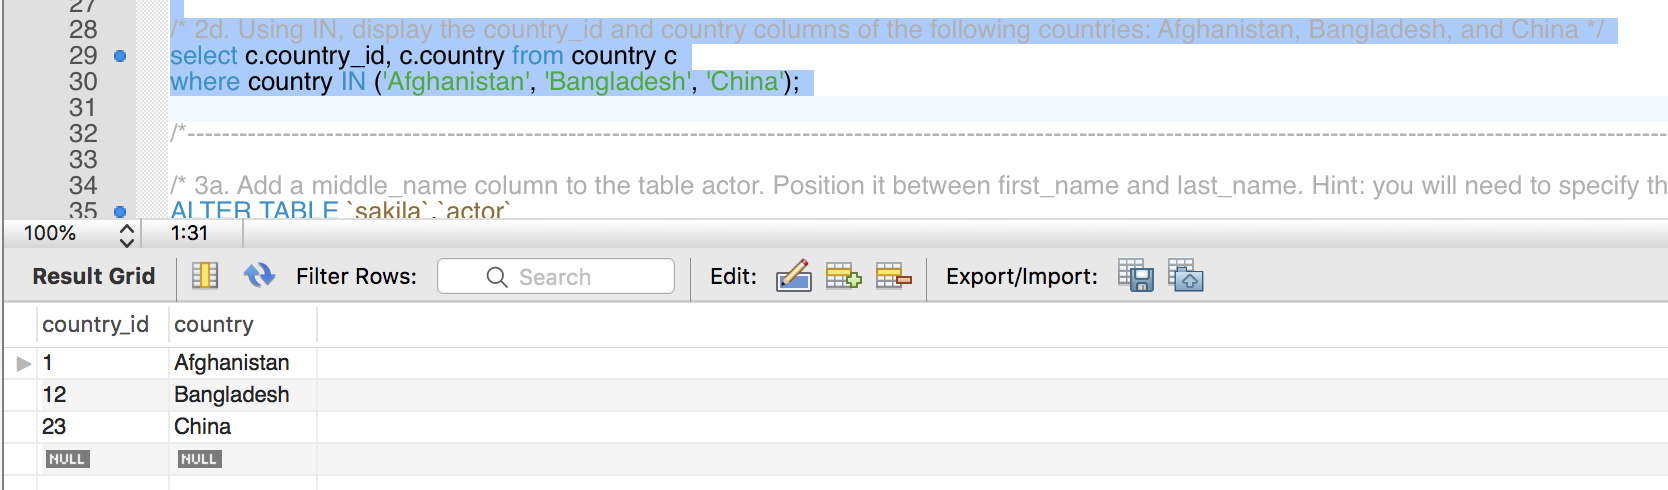 27
28 /* 2d. Using IN, display the country_id and country columns of the following countries: Afghanistan, Bangladesh, and China */
29 select c.country_id, c.country from country c
30 where country IN ('Afghanistan', 'Bangladesh', 'China');
31
32 /*------------------------------------------------------------------------------------------------------------------------------------------------------
33
34 /* 3a. Add a middle_name column to the table actor. Position it between first_name and last_name. Hint: you will need to specify th
35 ALTER TABLE `sakila`.`actor`
100% 1:31
Result Grid Filter Rows: Search Edit: Export/Import:
country_id country
1 Afghanistan
12 Bangladesh
23 China
NULL NULL